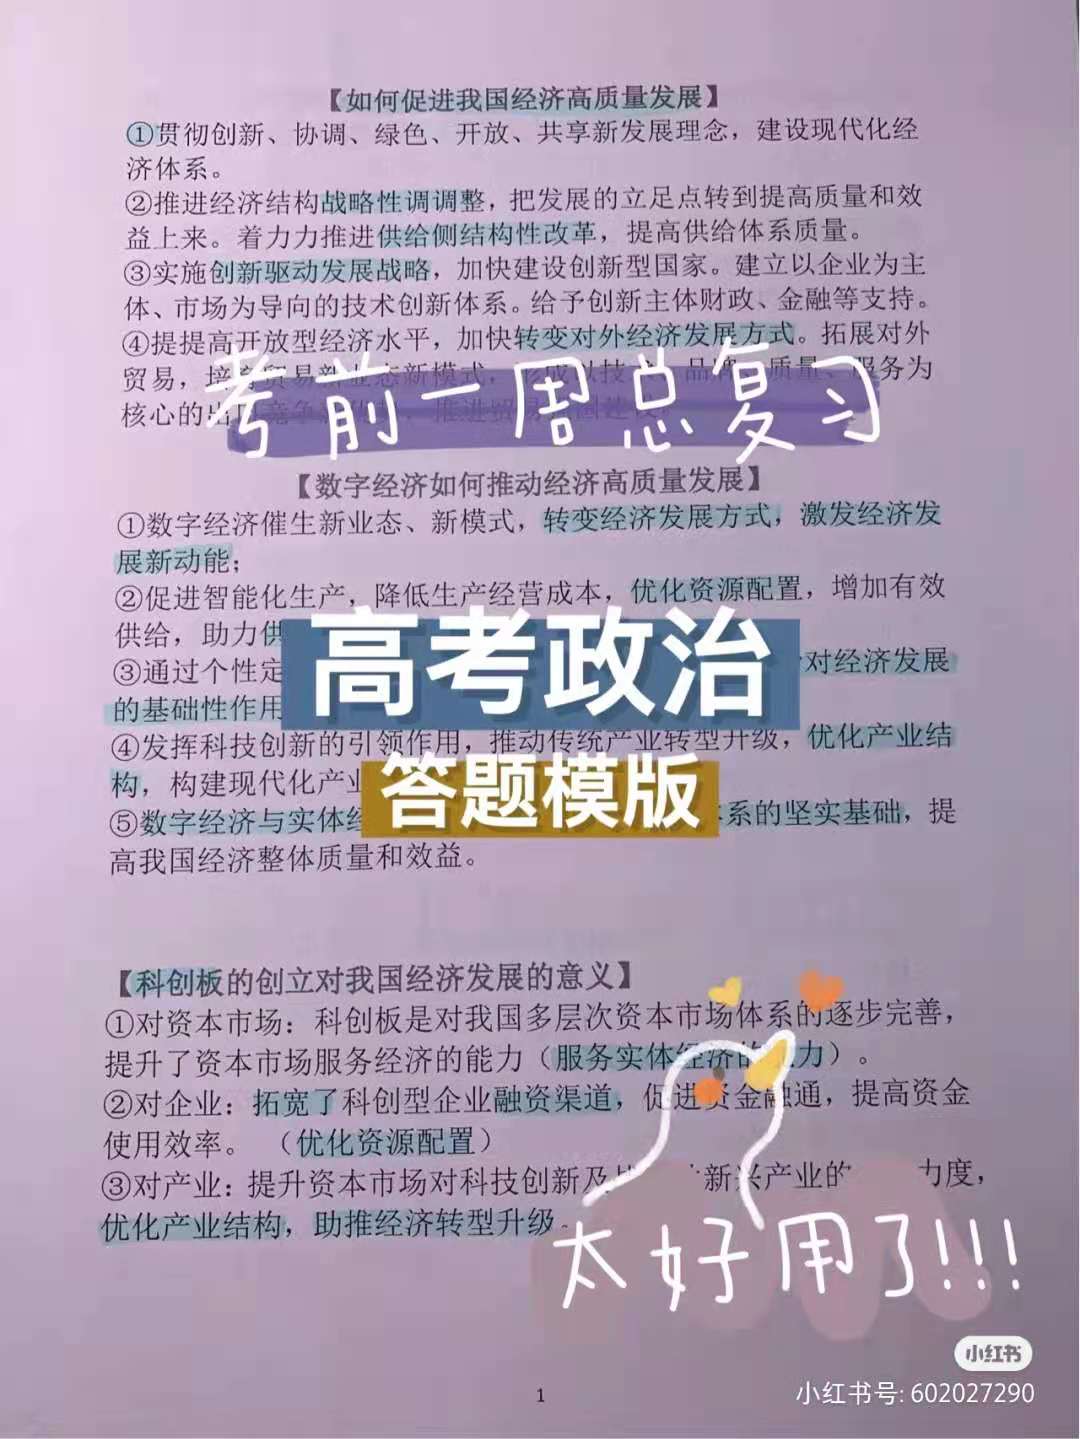 【如何促进我国经济高质量发展】
①贯彻创新、协调、绿色、开放、共享新发展理念，建设现代化经
济体系。
②推进经济结构战略性调调整，把发展的立足点转到提高质量和效
益上来。着力力推进供给侧结构性改革，提高供给体系质量。
③实施创新驱动发展战略，加快建设创新型国家。建立以企业为主
体、市场为导向的技术创新体系。给予创新主体财政、金融等支持。
④提提高开放型经济水平，加快转变对外经济发展方式。拓展对外
贸易，培育贸易新业态新模式，形成以技术、品牌、质量、服务为
核心的出口竞争，推进贸易强国建设。
考前一周总复习
【数字经济如何推动经济高质量发展】
①数字经济催生新业态、新模式，转变经济发展方式，激发经济发
展新动能；
②促进智能化生产，降低生产经营成本，优化资源配置，增加有效
供给，助力供
高考政治
③通过个性定 对经济发展
的基础性作用
④发挥科技创新的引领作用，推动传统产业转型升级，优化产业结
构，构建现代化产业
答题模版
⑤数字经济与实体经 体系的坚实基础，提
高我国经济整体质量和效益。
【科创板的创立对我国经济发展的意义】
①对资本市场：科创板是对我国多层次资本市场体系的逐步完善，
提升了资本市场服务经济的能力（服务实体经济的能力）。
②对企业：拓宽了科创型企业融资渠道，促进资金融通，提高资金
使用效率。（优化资源配置）
③对产业：提升资本市场对科技创新及 新兴产业的 力度，
优化产业结构，助推经济转型升级。
太好用了!!!
小红书
1
小红书号: 602027290